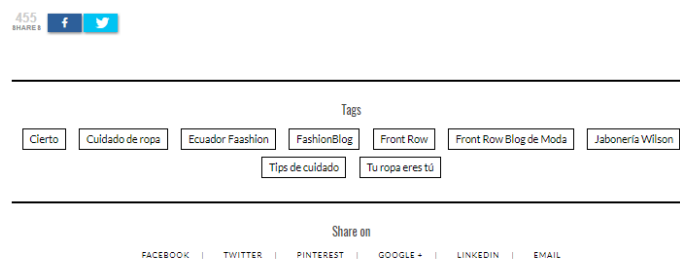 455
SHARES
Tags
Cierto Cuidado de ropa Ecuador Faashion FashionBlog Front Row Front Row Blog de Moda Jabonería Wilson
Tips de cuidado Tu ropa eres tú
Share on
FACEBOOK | TWITTER | PINTEREST | GOOGLE + | LINKEDIN | EMAIL